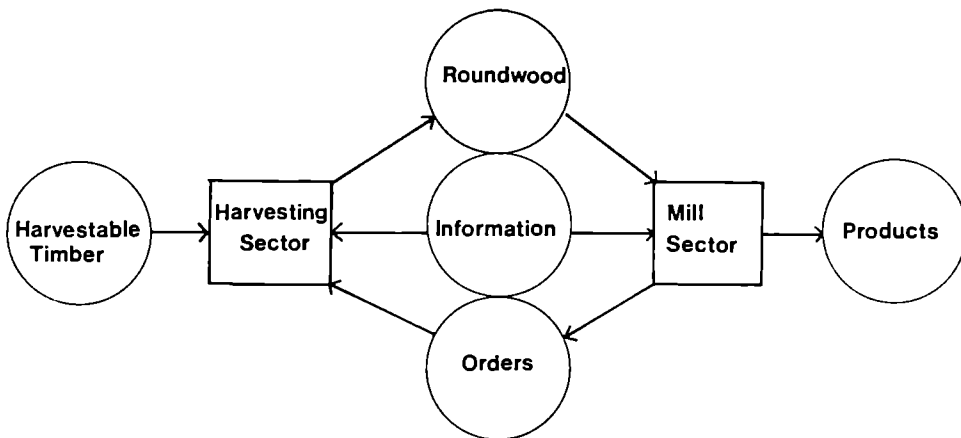 Roundwood
Harvestable
Timber
Harvesting
Sector
Information
Mill
Sector
Products
Orders